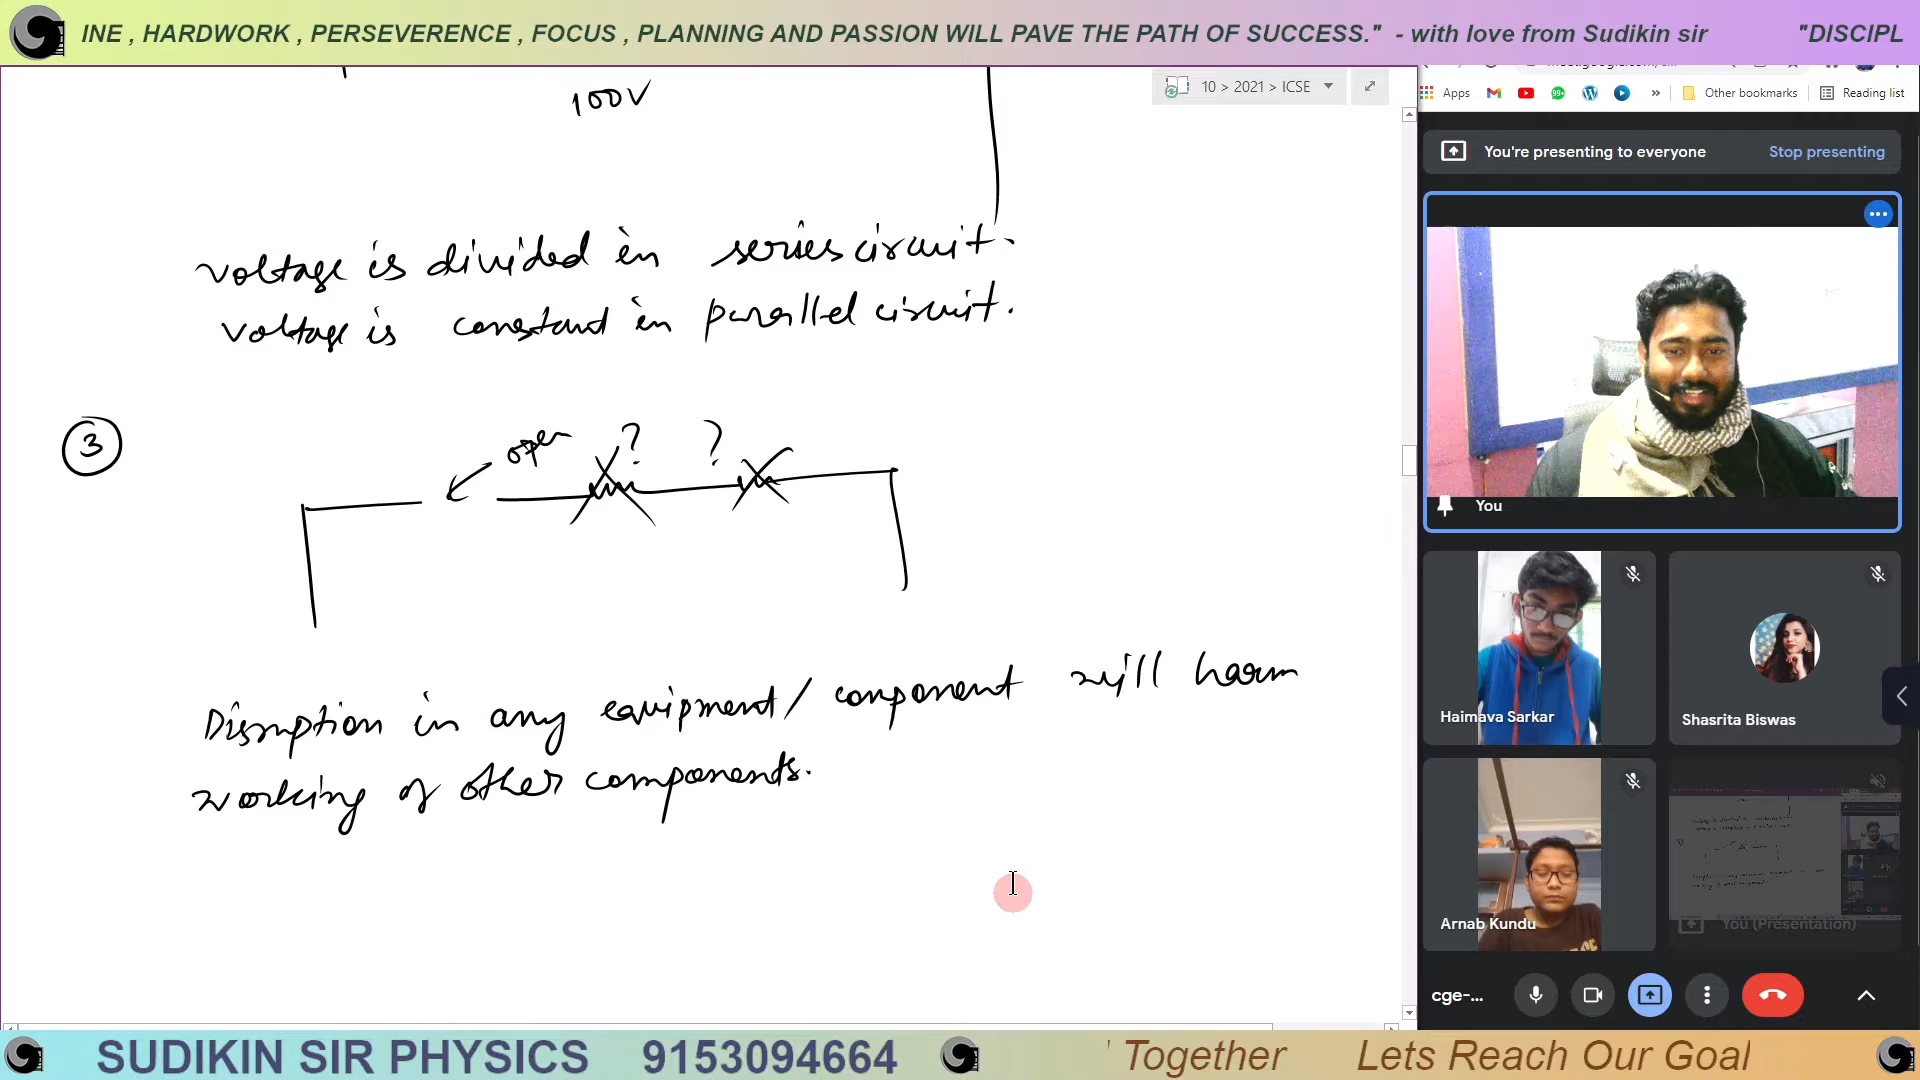 INE , HARDWORK , PERSEVERENCE , FOCUS , PLANNING AND PASSION WILL PAVE THE PATH OF SUCCESS." - with love from Sudikin sir "DISCIPL
10 > 2021 > ICSE
Apps
Other bookmarks
Reading list
100V
You're presenting to everyone
Stop presenting
voltage is divided in series circuit.
voltage is constant in parallel circuit.
3
open
? ?
You
Disruption in any equipment/component will harm
working of other components.
Haimava Sarkar
Shasrita Biswas
Arnab Kundu
You (Presentation)
cge-...
SUDIKIN SIR PHYSICS 9153094664 ' Together Lets Reach Our Goal